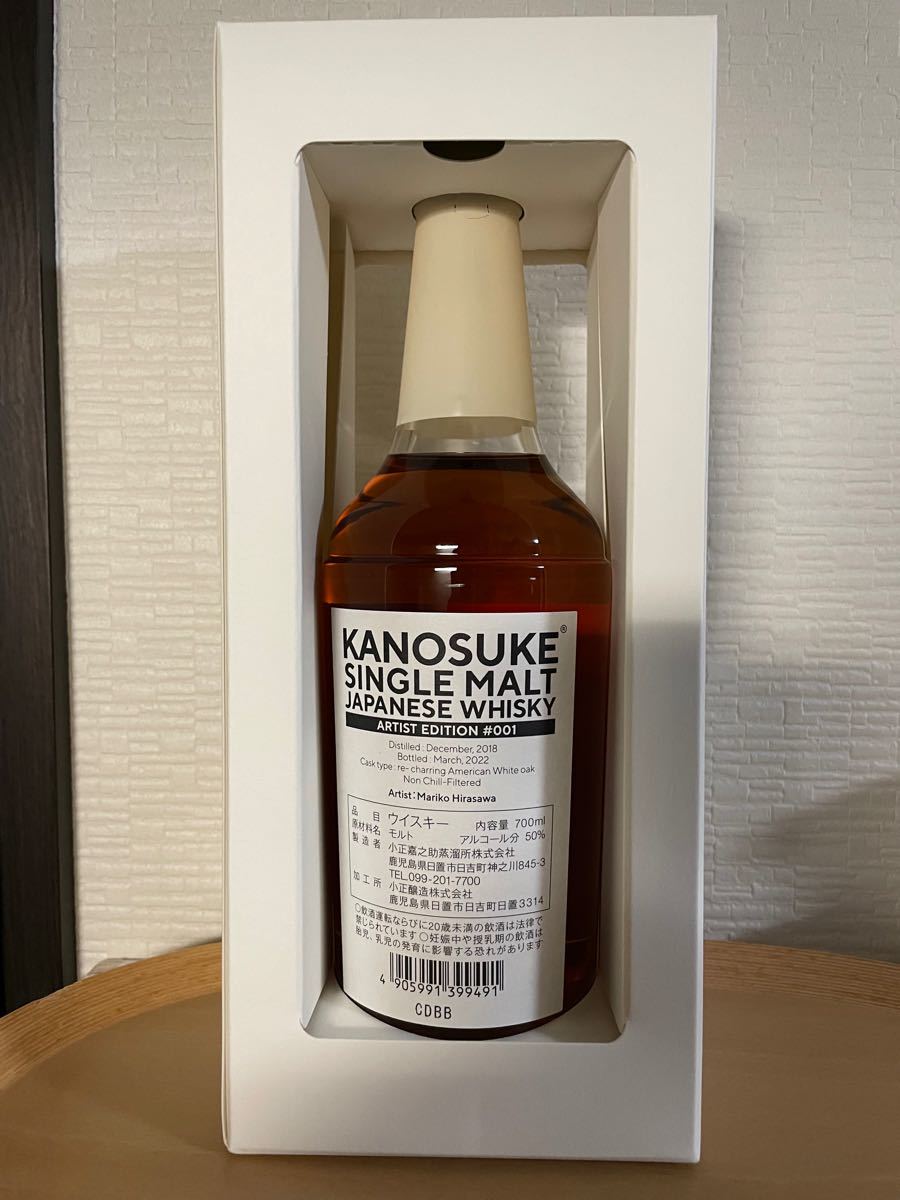 KANOSUKE®
SINGLE MALT
JAPANESE WHISKY
ARTIST EDITION #001
Distilled : December, 2018
Bottled : March, 2022
Cask type : re- charring American White oak
Non Chill-Filtered
Artist : Mariko Hirasawa
品目 ウイスキー 内容量 700ml
原材料名 モルト アルコール分 50%
製造者 小正嘉之助蒸溜所株式会社
鹿児島県日置市日吉町神之川845-3
TEL.099-201-7700
加工所 小正醸造株式会社
鹿児島県日置市日吉町日置3314
〇飲酒運転ならびに20歳未満の飲酒は法律で
禁じられています〇妊娠中や授乳期の飲酒は
胎児、乳児の発育に影響する恐れがあります
4 905991 399491
CDBB